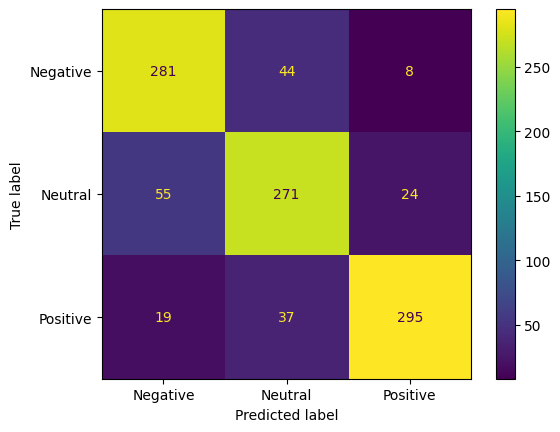 True label
Negative 281 44 8
Neutral 55 271 24
Positive 19 37 295
Negative Neutral Positive
Predicted label
250
200
150
100
50